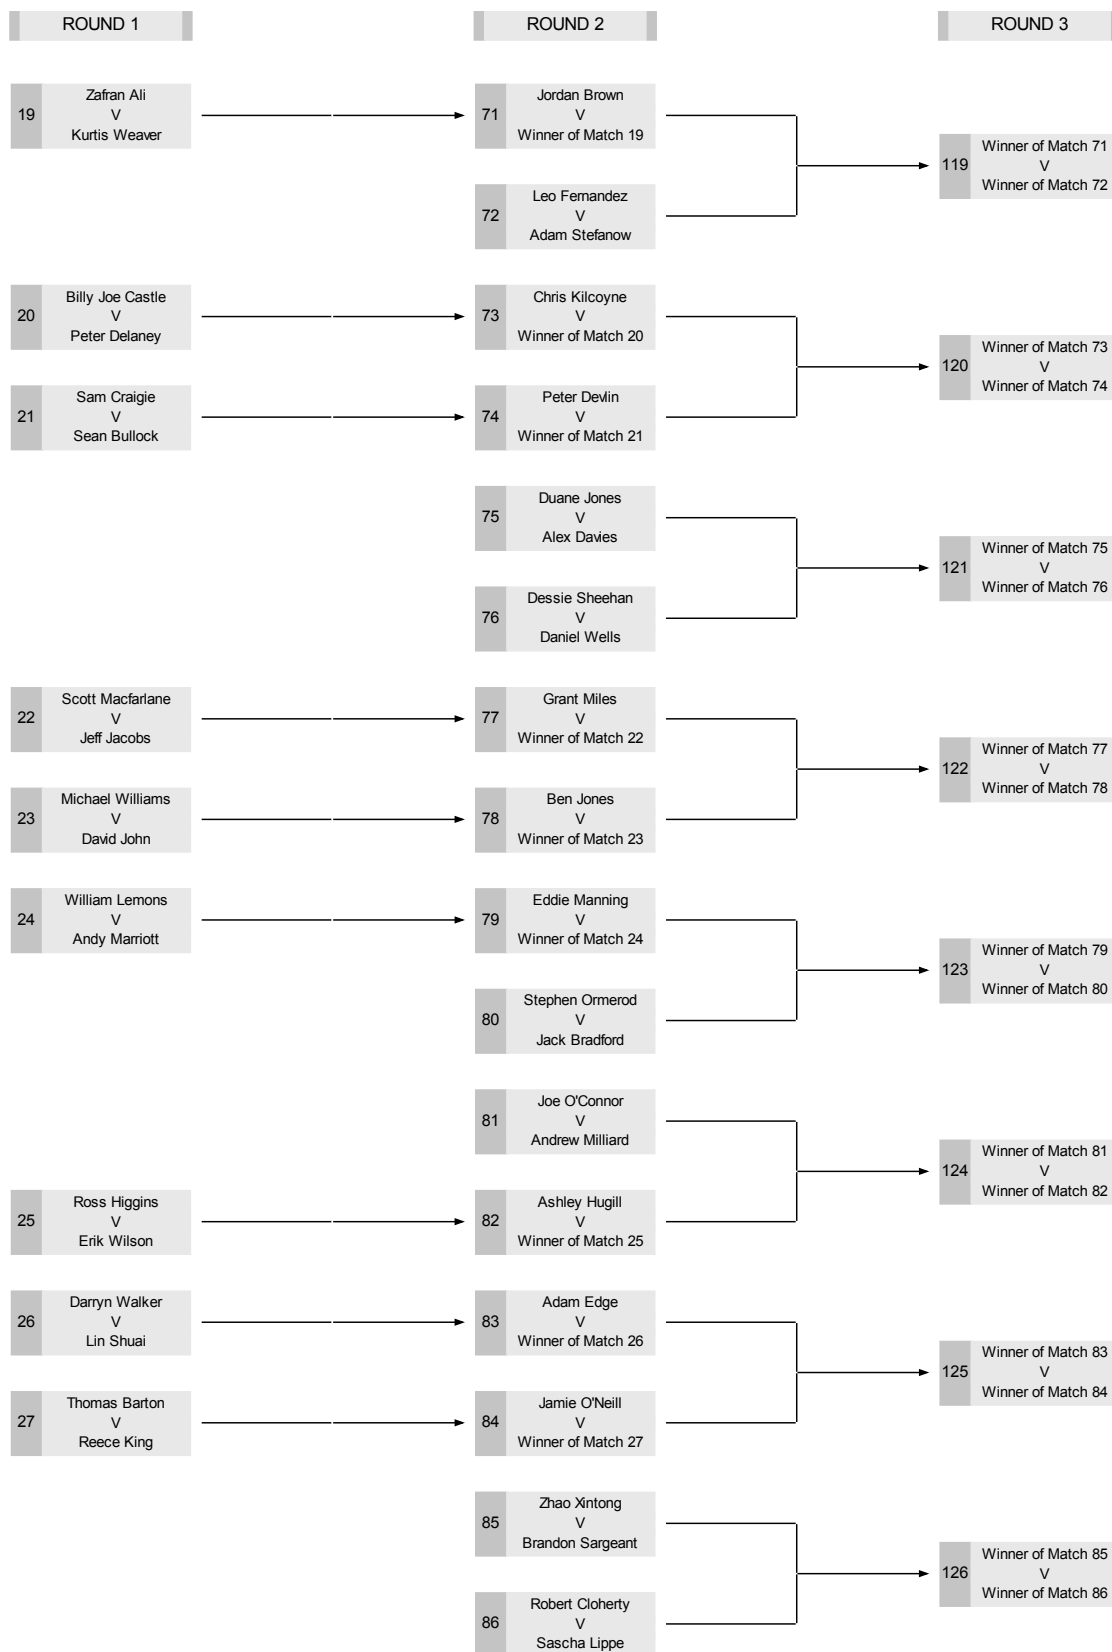 ROUND 1
ROUND 2
ROUND 3
19
Zafran Ali
V
Kurtis Weaver
71
Jordan Brown
V
Winner of Match 19
119
Winner of Match 71
V
Winner of Match 72
72
Leo Fernandez
V
Adam Stefanow
20
Billy Joe Castle
V
Peter Delaney
73
Chris Kilcoyne
V
Winner of Match 20
120
Winner of Match 73
V
Winner of Match 74
21
Sam Craigie
V
Sean Bullock
74
Peter Devlin
V
Winner of Match 21
75
Duane Jones
V
Alex Davies
121
Winner of Match 75
V
Winner of Match 76
76
Dessie Sheehan
V
Daniel Wells
22
Scott Macfarlane
V
Jeff Jacobs
77
Grant Miles
V
Winner of Match 22
122
Winner of Match 77
V
Winner of Match 78
23
Michael Williams
V
David John
78
Ben Jones
V
Winner of Match 23
24
William Lemons
V
Andy Marriott
79
Eddie Manning
V
Winner of Match 24
123
Winner of Match 79
V
Winner of Match 80
80
Stephen Ormerod
V
Jack Bradford
81
Joe O'Connor
V
Andrew Milliard
124
Winner of Match 81
V
Winner of Match 82
25
Ross Higgins
V
Erik Wilson
82
Ashley Hugill
V
Winner of Match 25
26
Darryn Walker
V
Lin Shuai
83
Adam Edge
V
Winner of Match 26
125
Winner of Match 83
V
Winner of Match 84
27
Thomas Barton
V
Reece King
84
Jamie O'Neill
V
Winner of Match 27
85
Zhao Xintong
V
Brandon Sargeant
126
Winner of Match 85
V
Winner of Match 86
86
Robert Cloherty
V
Sascha Lippe